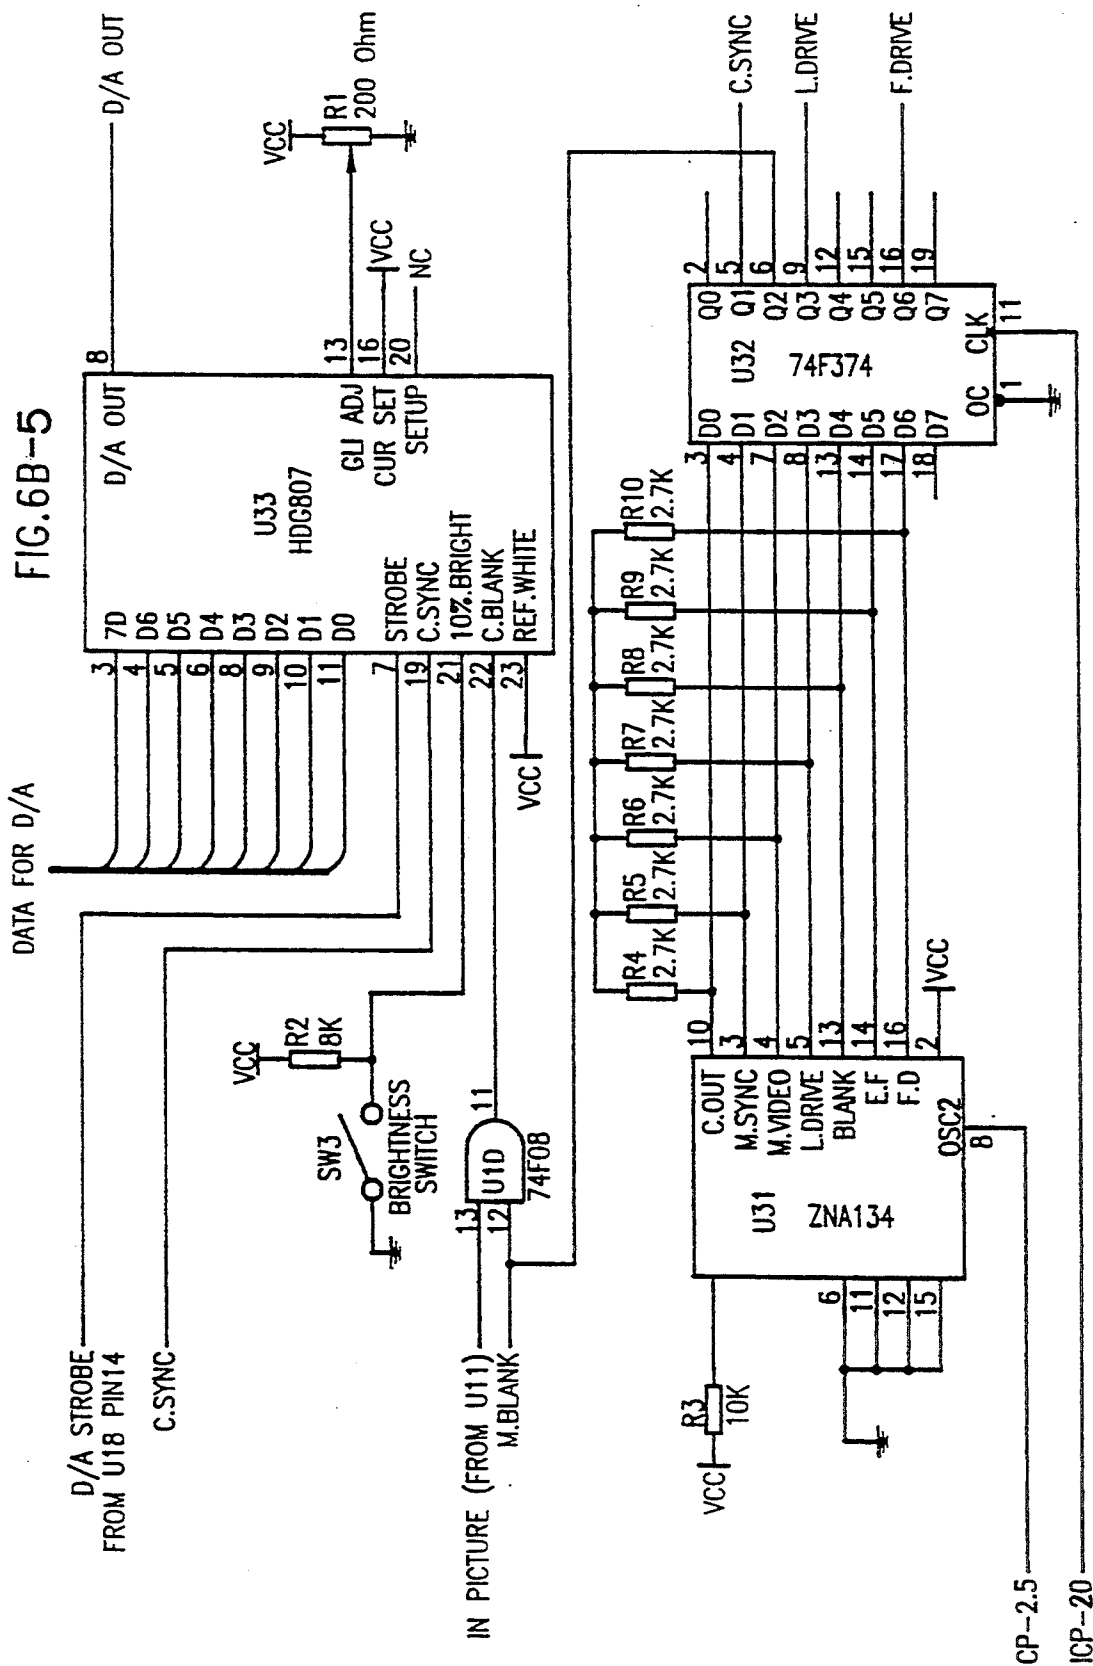 FIG.6B-5
DATA FOR D/A
D/A STROBE
FROM U18 PIN14
C.SYNC
3
4
5
6
8
9
10
11
7
19
21
22
23
7D
D6
D5
D4
D3
D2
D1
D0
STROBE
C.SYNC
10%.BRIGHT
C.BLANK
REF.WHITE
U33
HDG807
D/A OUT
GLI ADJ
CUR SET
SETUP
8
13
16
20
D/A OUT
VCC
R1
200 Ohm
VCC
NC
VCC
VCC
R2
8K
SW3
BRIGHTNESS
SWITCH
IN PICTURE (FROM U11)
M.BLANK
13
12
U1D
11
74F08
VCC
R3
10K
6
11
12
15
U31
ZNA134
C.OUT
M.SYNC
M.VIDEO
L.DRIVE
BLANK
E.F
F.D
OSC2
8
10
3
4
5
13
14
16
2
VCC
R4
2.7K
R5
2.7K
R6
2.7K
R7
2.7K
R8
2.7K
R9
2.7K
R10
2.7K
3
4
7
8
13
14
17
18
D0
D1
D2
D3
D4
D5
D6
D7
U32
74F374
OC
1
CLK
11
Q0
Q1
Q2
Q3
Q4
Q5
Q6
Q7
2
5
6
9
12
15
16
19
C.SYNC
L.DRIVE
F.DRIVE
CP-2.5
ICP-20